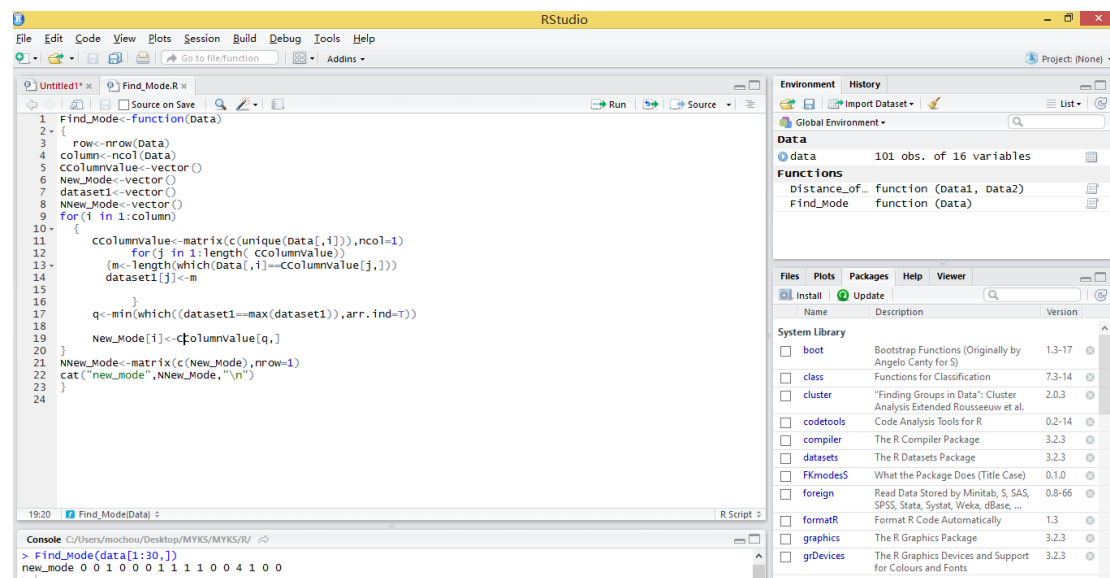 RStudio
File Edit Code View Plots Session Build Debug Tools Help
Go to file/function Addins
Project: (None)
Untitled1* × Find_Mode.R ×
Source on Save Run Source
1 Find_Mode<-function(Data)
2 {
3 row<-nrow(Data)
4 column<-ncol(Data)
5 CColumnValue<-vector()
6 New_Mode<-vector()
7 dataset1<-vector()
8 NNew_Mode<-vector()
9 for(i in 1:column)
10 {
11 CColumnValue<-matrix(c(unique(Data[,i])),ncol=1)
12 for(j in 1:length( CColumnValue))
13 {m<-length(which(Data[,i]==CColumnValue[j,]))
14 dataset1[j]<-m
15
16 }
17 q<-min(which((dataset1==max(dataset1)),arr.ind=T))
18
19 New_Mode[i]<-CColumnValue[q,]
20 }
21 NNew_Mode<-matrix(c(New_Mode),nrow=1)
22 cat("new_mode",NNew_Mode,"\n")
23 }
24
19:20 Find_Mode(Data) R Script
Console C:/Users/mochou/Desktop/MYKS/MYKS/R/
> Find_Mode(data[1:30,])
new_mode 0 0 1 0 0 0 1 1 1 1 0 0 4 1 0 0
Environment History
Import Dataset List
Global Environment
Data
data 101 obs. of 16 variables
Functions
Distance_of… function (Data1, Data2)
Find_Mode function (Data)
Files Plots Packages Help Viewer
Install Update
Name Description Version
System Library
boot Bootstrap Functions (Originally by Angelo Canty for S) 1.3-17
class Functions for Classification 7.3-14
cluster "Finding Groups in Data": Cluster Analysis Extended Rousseeuw et al. 2.0.3
codetools Code Analysis Tools for R 0.2-14
compiler The R Compiler Package 3.2.3
datasets The R Datasets Package 3.2.3
FKmodesS What the Package Does (Title Case) 0.1.0
foreign Read Data Stored by Minitab, S, SAS, SPSS, Stata, Systat, Weka, dBase, ... 0.8-66
formatR Format R Code Automatically 1.3
graphics The R Graphics Package 3.2.3
grDevices The R Graphics Devices and Support for Colours and Fonts 3.2.3